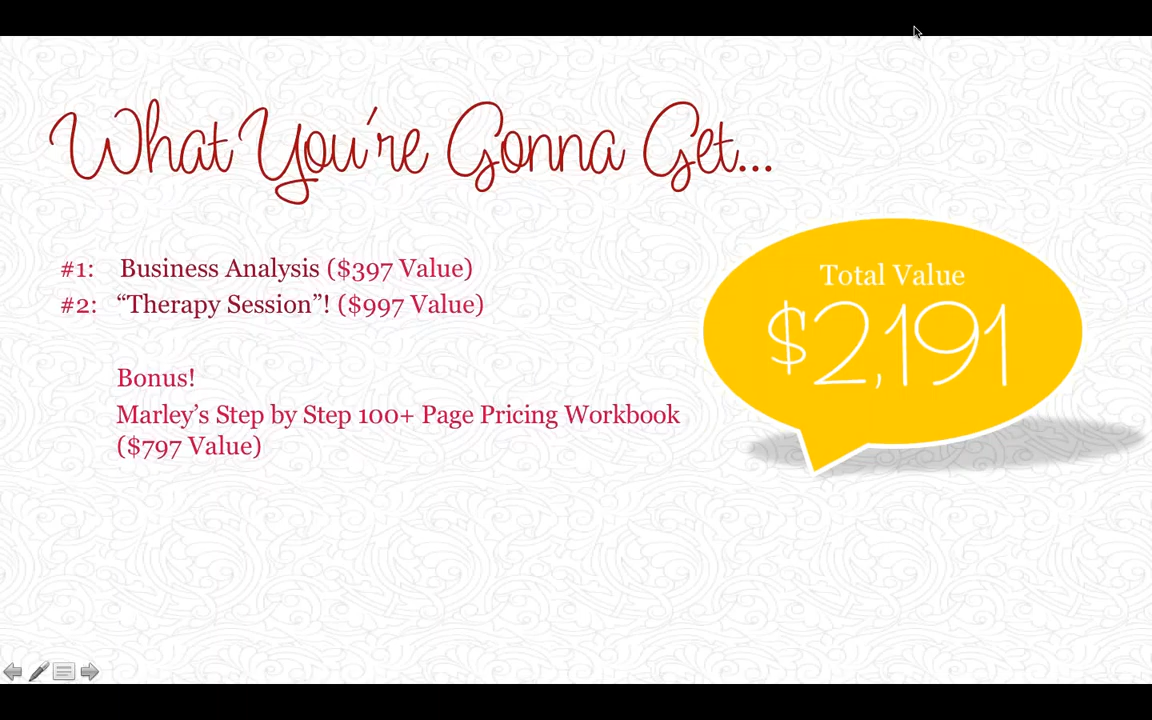 What You're Gonna Get...
#1: Business Analysis ($397 Value)
#2: “Therapy Session”! ($997 Value)
Bonus!
Marley’s Step by Step 100+ Page Pricing Workbook
($797 Value)
Total Value
$2,191